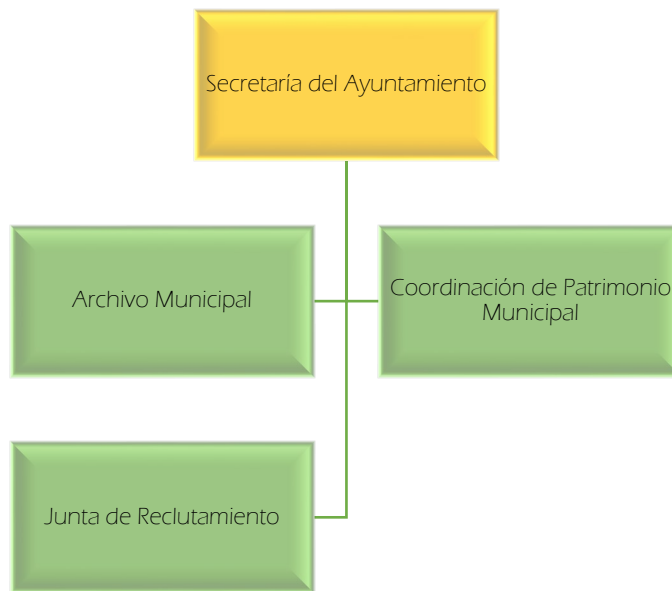 Secretaría del Ayuntamiento
Archivo Municipal
Coordinación de Patrimonio
Municipal
Junta de Reclutamiento